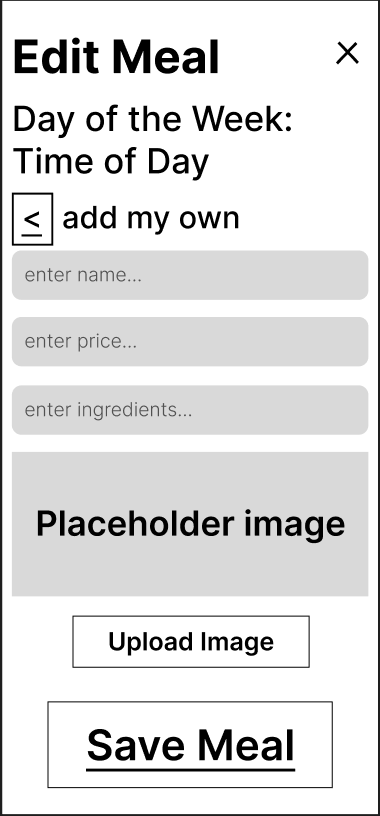 Edit Meal
Day of the Week:
Time of Day
< add my own
enter name...
enter price...
enter ingredients...
Placeholder image
Upload Image
Save Meal